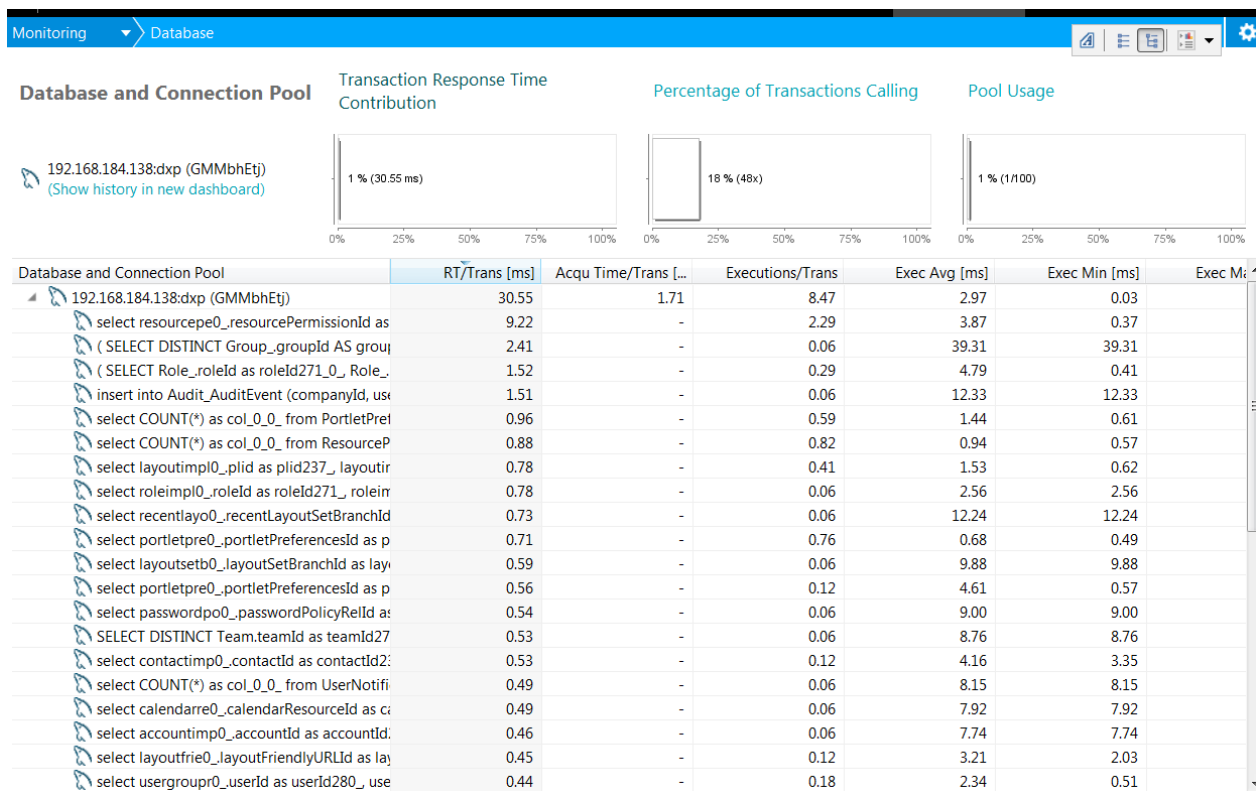 Monitoring Database
Database and Connection Pool
Transaction Response Time
Contribution
Percentage of Transactions Calling
Pool Usage
192.168.184.138:dxp (GMMbhEtj)
(Show history in new dashboard)
1 % (30.55 ms)
18 % (48x)
1 % (1/100)
0% 25% 50% 75% 100% 0% 25% 50% 75% 100% 0% 25% 50% 75% 100%
Database and Connection Pool RT/Trans [ms] Acqu Time/Trans [... Executions/Trans Exec Avg [ms] Exec Min [ms] Exec Ma
192.168.184.138:dxp (GMMbhEtj) 30.55 1.71 8.47 2.97 0.03
select resourcepe0_.resourcePermissionId as 9.22 - 2.29 3.87 0.37
( SELECT DISTINCT Group_.groupId AS group 2.41 - 0.06 39.31 39.31
( SELECT Role_.roleId as roleId271_0_, Role_. 1.52 - 0.29 4.79 0.41
insert into Audit_AuditEvent (companyId, use 1.51 - 0.06 12.33 12.33
select COUNT(*) as col_0_0_ from PortletPref 0.96 - 0.59 1.44 0.61
select COUNT(*) as col_0_0_ from ResourceP 0.88 - 0.82 0.94 0.57
select layoutimpl0_.plid as plid237_, layoutim 0.78 - 0.41 1.53 0.62
select roleimpl0_.roleId as roleId271_, roleim 0.78 - 0.06 2.56 2.56
select recentlayo0_.recentLayoutSetBranchId 0.73 - 0.06 12.24 12.24
select portletpre0_.portletPreferencesId as p 0.71 - 0.76 0.68 0.49
select layoutsetb0_.layoutSetBranchId as laye 0.59 - 0.06 9.88 9.88
select portletpre0_.portletPreferencesId as p 0.56 - 0.12 4.61 0.57
select passwordpo0_.passwordPolicyRelId as 0.54 - 0.06 9.00 9.00
SELECT DISTINCT Team.teamId as teamId27 0.53 - 0.06 8.76 8.76
select contactimp0_.contactId as contactId23 0.53 - 0.12 4.16 3.35
select COUNT(*) as col_0_0_ from UserNotifi 0.49 - 0.06 8.15 8.15
select calendarre0_.calendarResourceId as ca 0.49 - 0.06 7.92 7.92
select accountimp0_.accountId as accountId 0.46 - 0.06 7.74 7.74
select layoutfrie0_.layoutFriendlyURLId as lay 0.45 - 0.12 3.21 2.03
select usergroupr0_.userId as userId280_, use 0.44 - 0.18 2.34 0.51